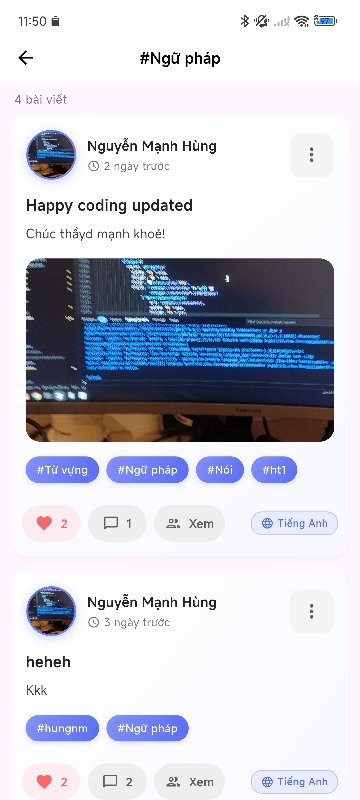 11:50
97
#Ngữ pháp
4 bài viết
Nguyễn Mạnh Hùng
2 ngày trước
Happy coding updated
Chúc thầyd mạnh khoẻ!
#Từ vựng #Ngữ pháp #Nói #ht1
2 1 Xem Tiếng Anh
Nguyễn Mạnh Hùng
3 ngày trước
heheh
Kkk
#hungnm #Ngữ pháp
2 2 Xem Tiếng Anh